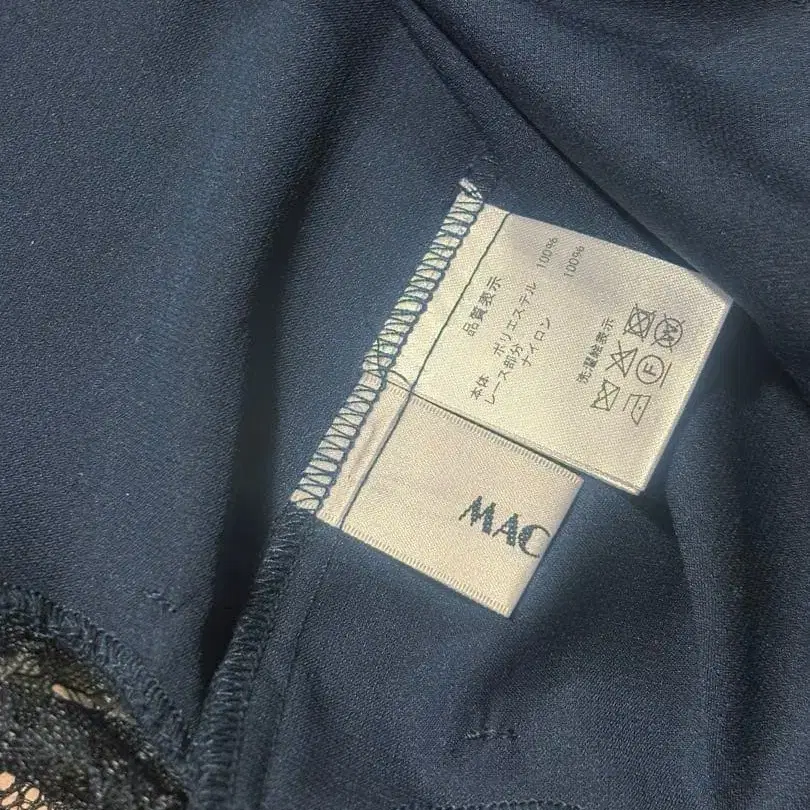 品質表示
本体 ポリエステル 100%
レース部分 ナイロン 100%
洗濯絵表示
F W
MAC